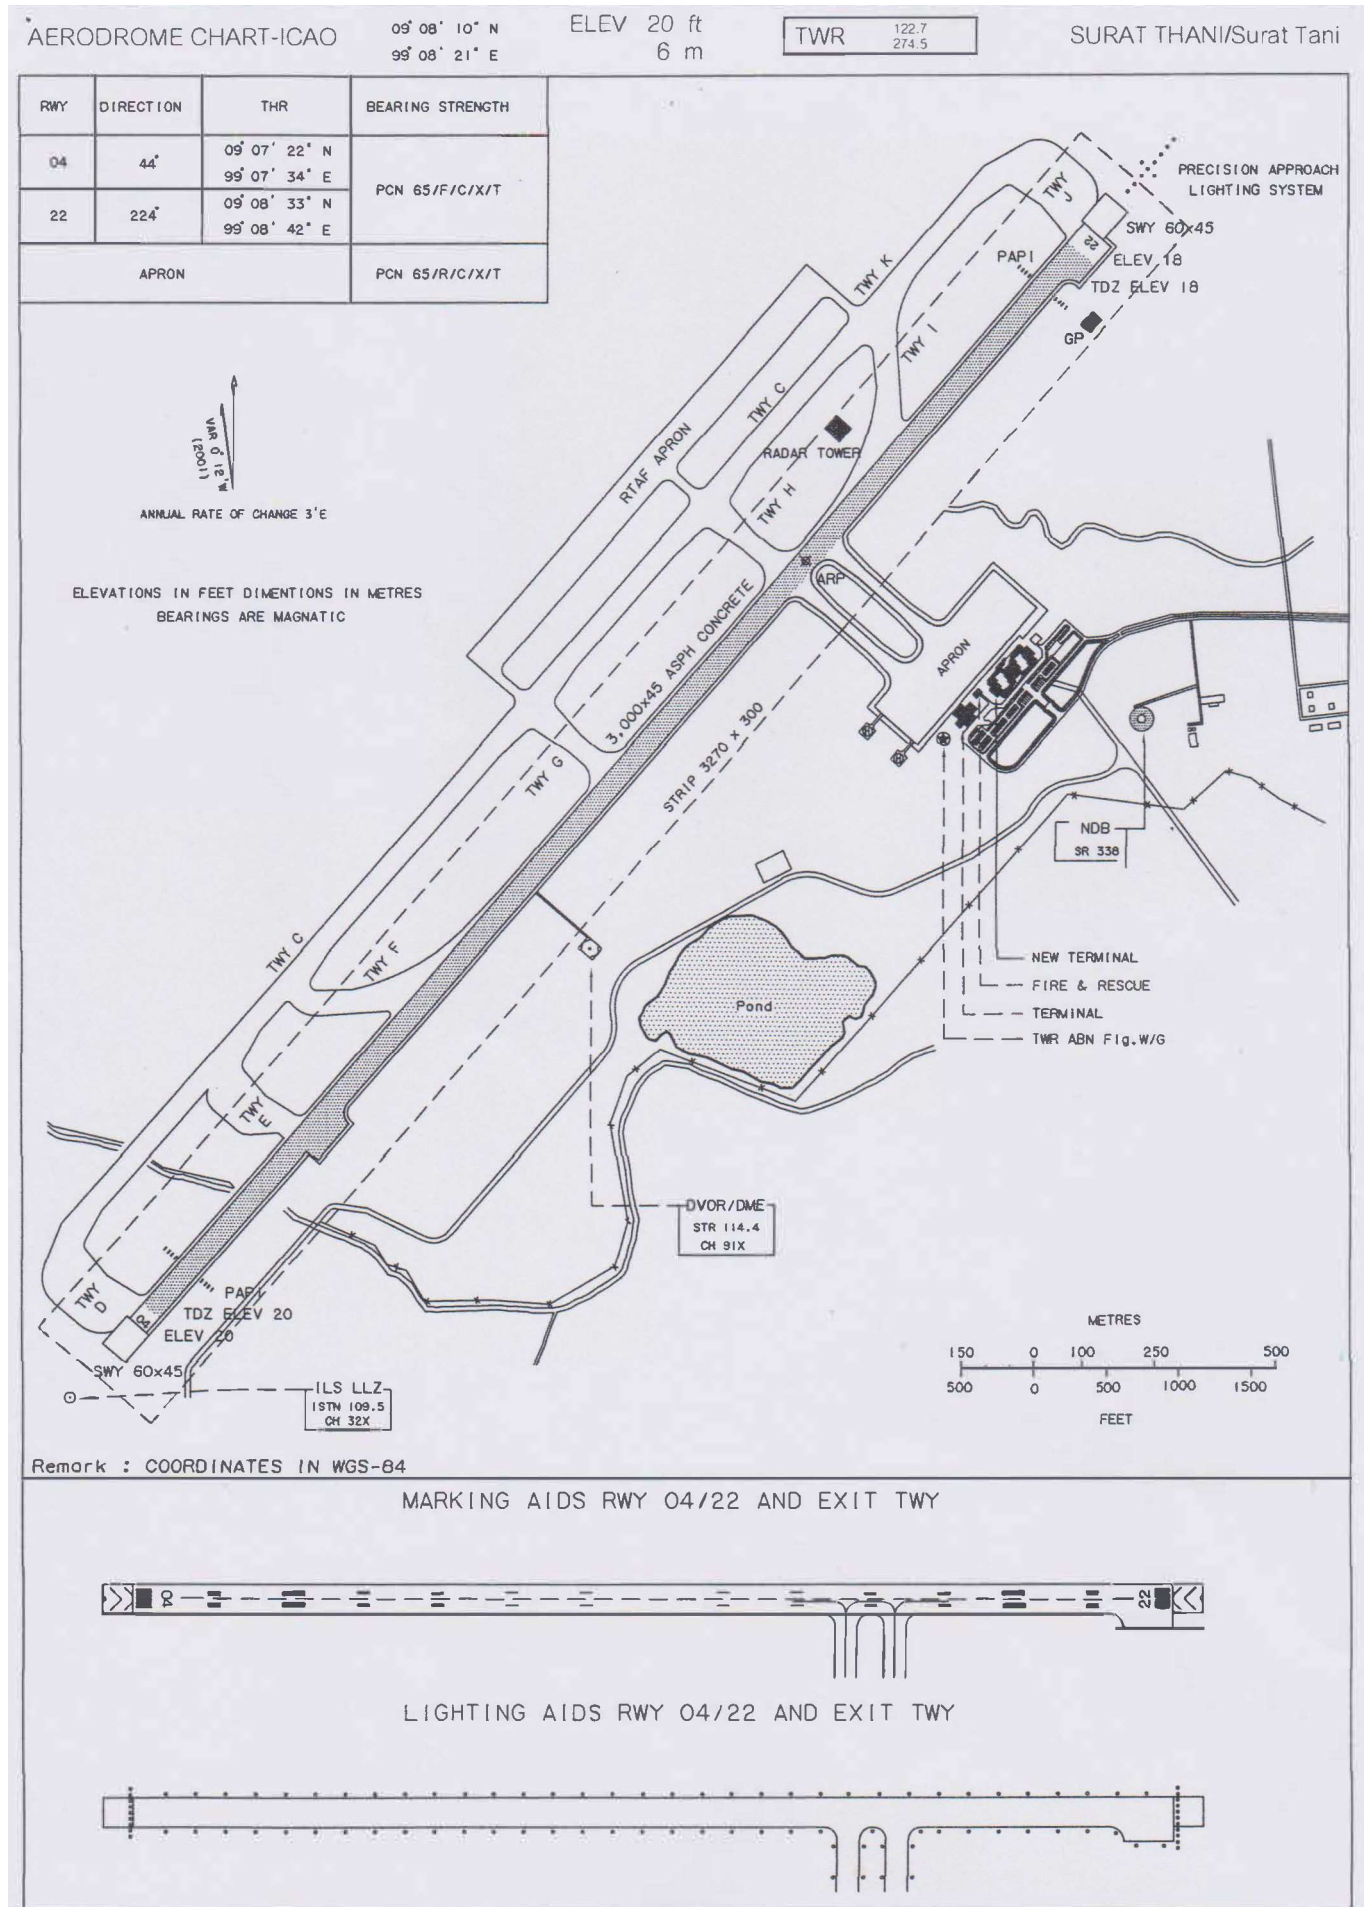 AERODROME CHART-ICAO
09° 08' 10" N
99° 08' 21" E
ELEV 20 ft
6 m
TWR 122.7
274.5
SURAT THANI/Surat Tani
RWY DIRECTION THR BEARING STRENGTH
04 44° 09° 07' 22" N
99° 07' 34" E
PCN 65/F/C/X/T
22 224° 09° 08' 33" N
99° 08' 42" E
APRON PCN 65/R/C/X/T
VAR 0° 12' W
(2001)
ANNUAL RATE OF CHANGE 3'E
ELEVATIONS IN FEET DIMENTIONS IN METRES
BEARINGS ARE MAGNATIC
PRECISION APPROACH
LIGHTING SYSTEM
TWY J
SWY 60x45
22
ELEV 18
TDZ ELEV 18
PAPI
GP
TWY K
TWY I
TWY C
RADAR TOWER
RTAF APRON
TWY H
ARP
APRON
3,000x45 ASPH CONCRETE
STRIP 3270 x 300
TWY G
TWY C
TWY F
NDB
SR 338
Pond
NEW TERMINAL
FIRE & RESCUE
TERMINAL
TWR ABN Flg.W/G
TWY E
DVOR/DME
STR 114.4
CH 91X
TWY D
04
PAPI
TDZ ELEV 20
ELEV 20
SWY 60x45
ILS LLZ
ISTN 109.5
CH 32X
METRES
150 0 100 250 500
500 0 500 1000 1500
FEET
Remark : COORDINATES IN WGS-84
MARKING AIDS RWY 04/22 AND EXIT TWY
04 22
LIGHTING AIDS RWY 04/22 AND EXIT TWY